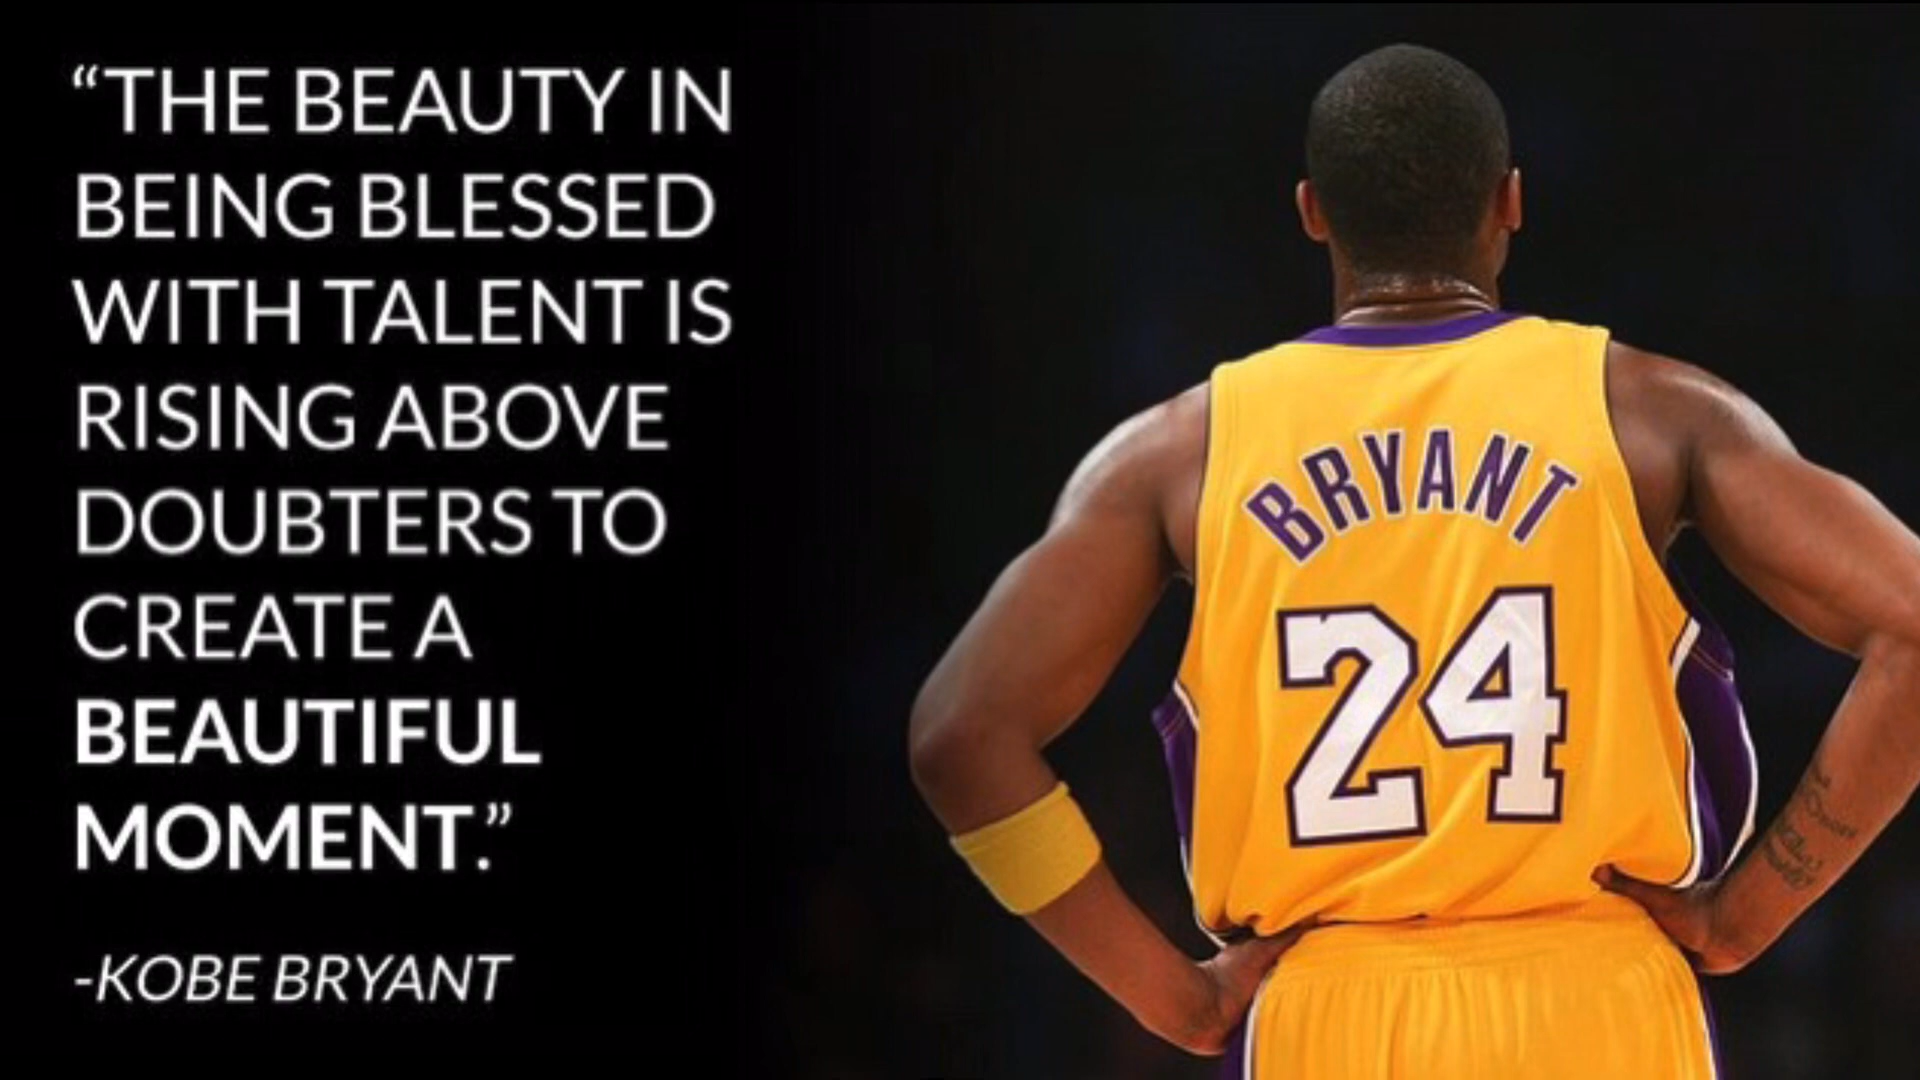 “THE BEAUTY IN
BEING BLESSED
WITH TALENT IS
RISING ABOVE
DOUBTERS TO
CREATE A
BEAUTIFUL
MOMENT.”
-KOBE BRYANT
BRYANT
24